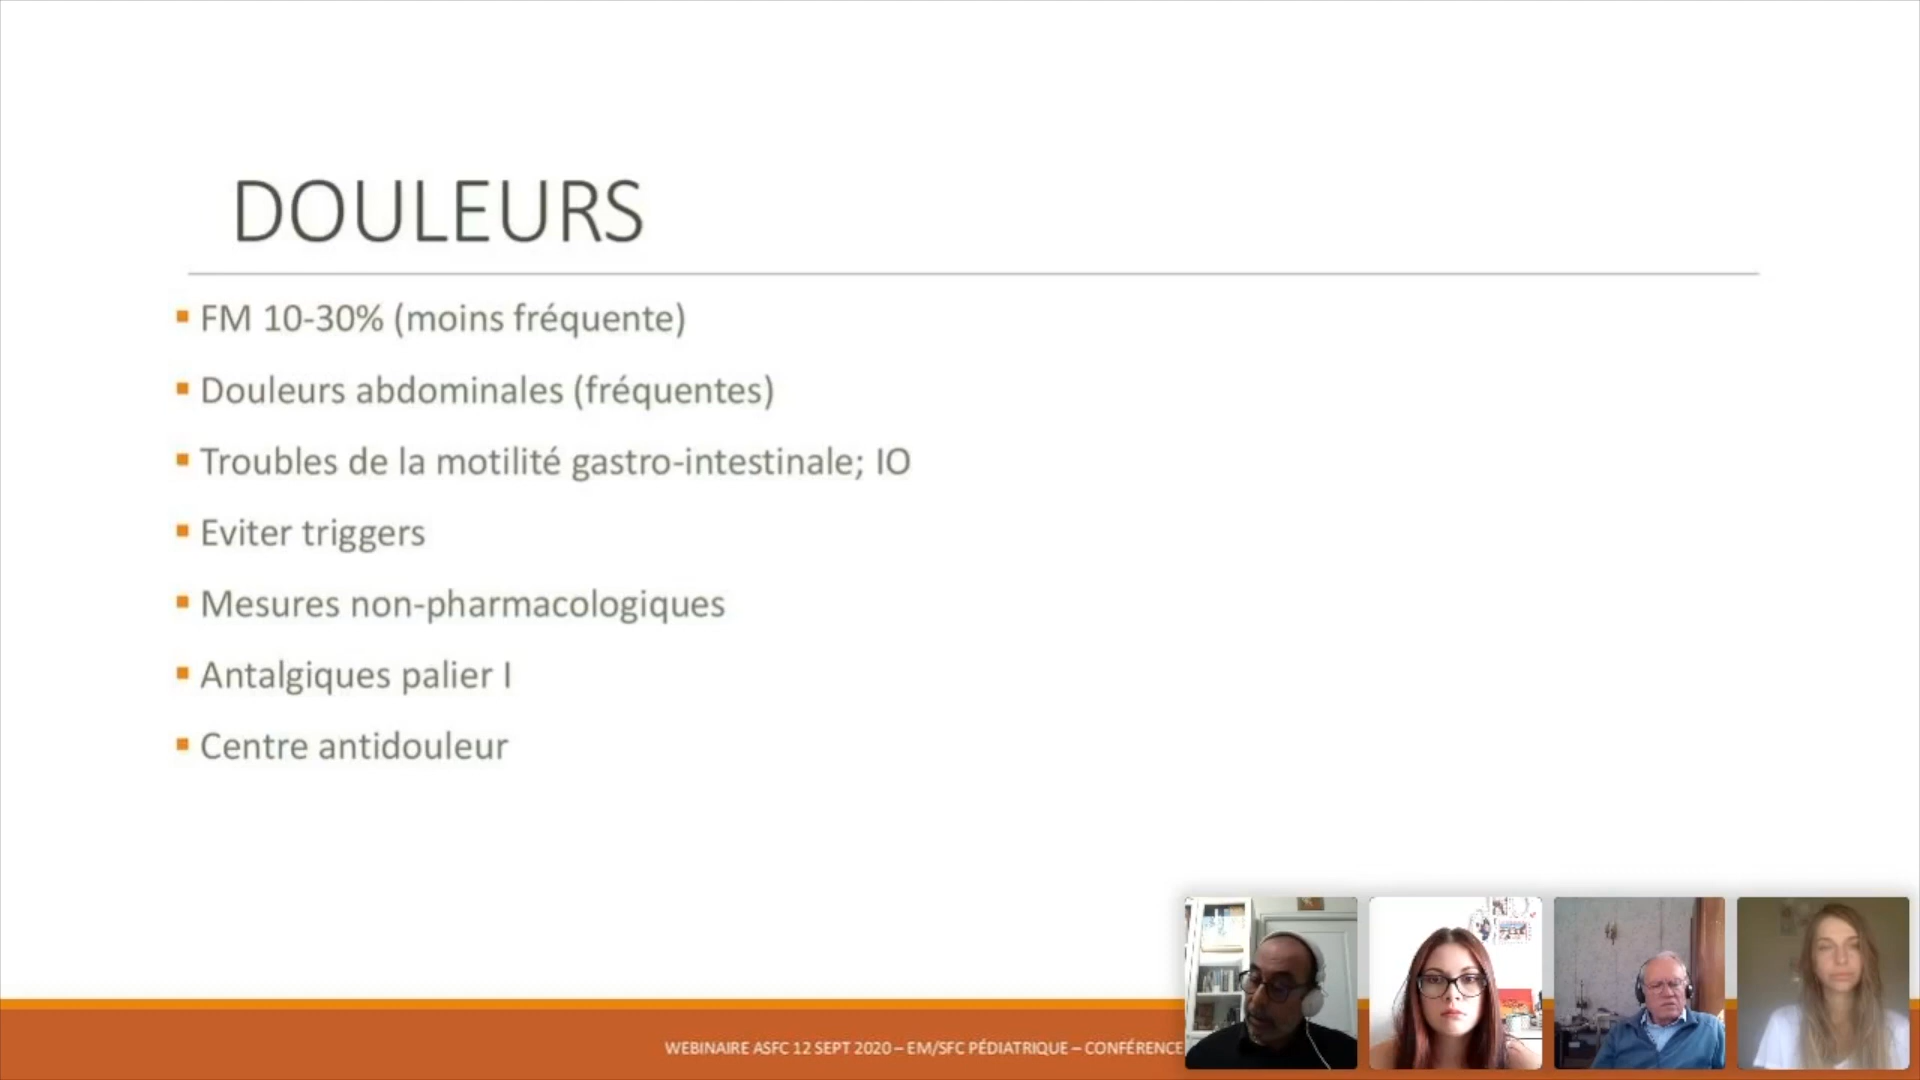 DOULEURS
FM 10-30% (moins fréquente)
Douleurs abdominales (fréquentes)
Troubles de la motilité gastro-intestinale; IO
Eviter triggers
Mesures non-pharmacologiques
Antalgiques palier I
Centre antidouleur
WEBINAIRE ASFC 12 SEPT 2020 – EM/SFC PÉDIATRIQUE – CONFÉRENCE